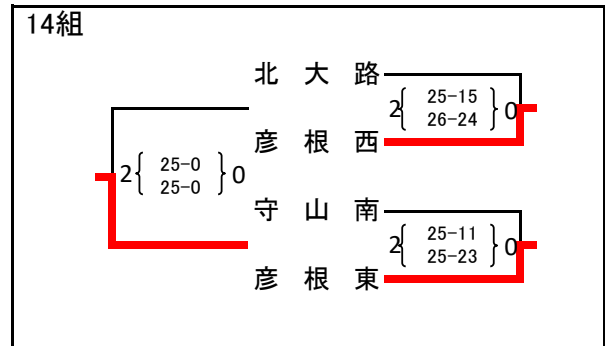 14組
北 大 路
2{ 25-15 }0
26-24
彦 根 西
2{ 25-0 }0
25-0
守 山 南
2{ 25-11 }0
25-23
彦 根 東